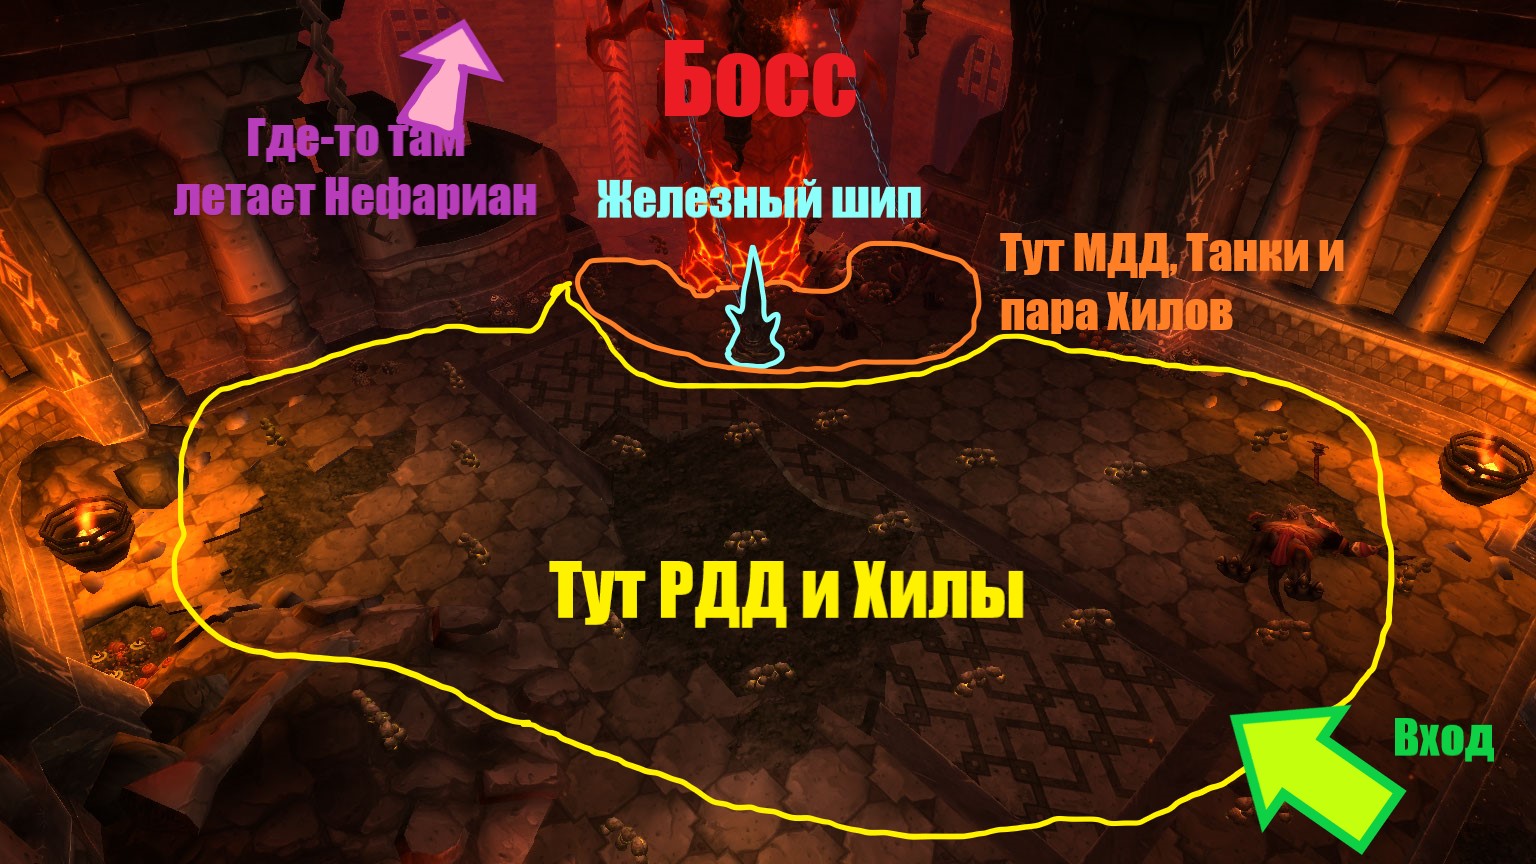 Босс
Где-то там
летает Нефариан
Железный шип
Тут МДД, Танки и
пара Хилов
Тут РДД и Хилы
Вход